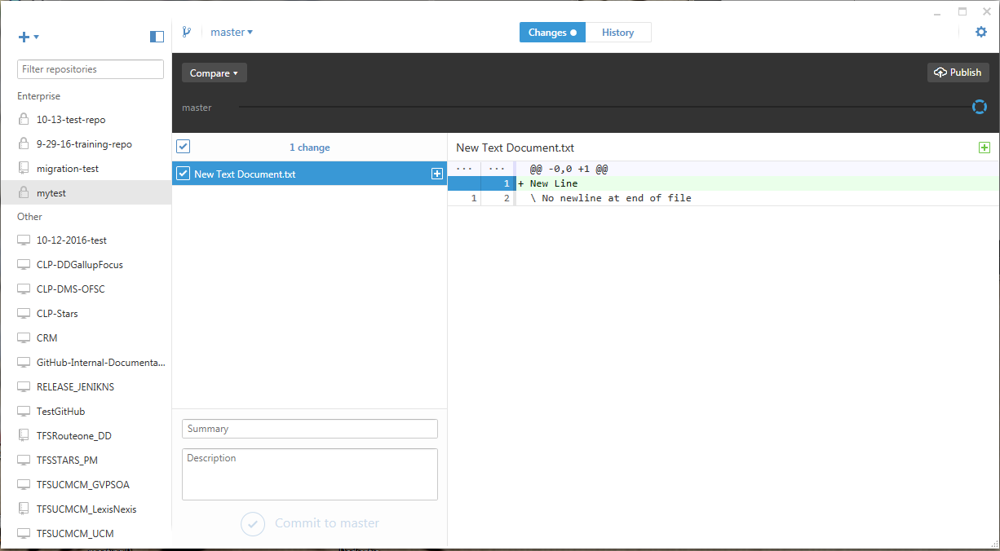 master
Changes
History
Filter repositories
Enterprise
10-13-test-repo
9-29-16-training-repo
migration-test
mytest
Other
10-12-2016-test
CLP-DDGallupFocus
CLP-DMS-OFSC
CLP-Stars
CRM
GitHub-Internal-Documenta...
RELEASE_JENIKNS
TestGitHub
TFSRouteone_DD
TFSSTARS_PM
TFSUCMCM_GVPSOA
TFSUCMCM_LexisNexis
TFSUCMCM_UCM
Compare
Publish
master
1 change
New Text Document.txt
Summary
Description
Commit to master
New Text Document.txt
... ... @@ -0,0 +1 @@
1 + New Line
1 2 \ No newline at end of file